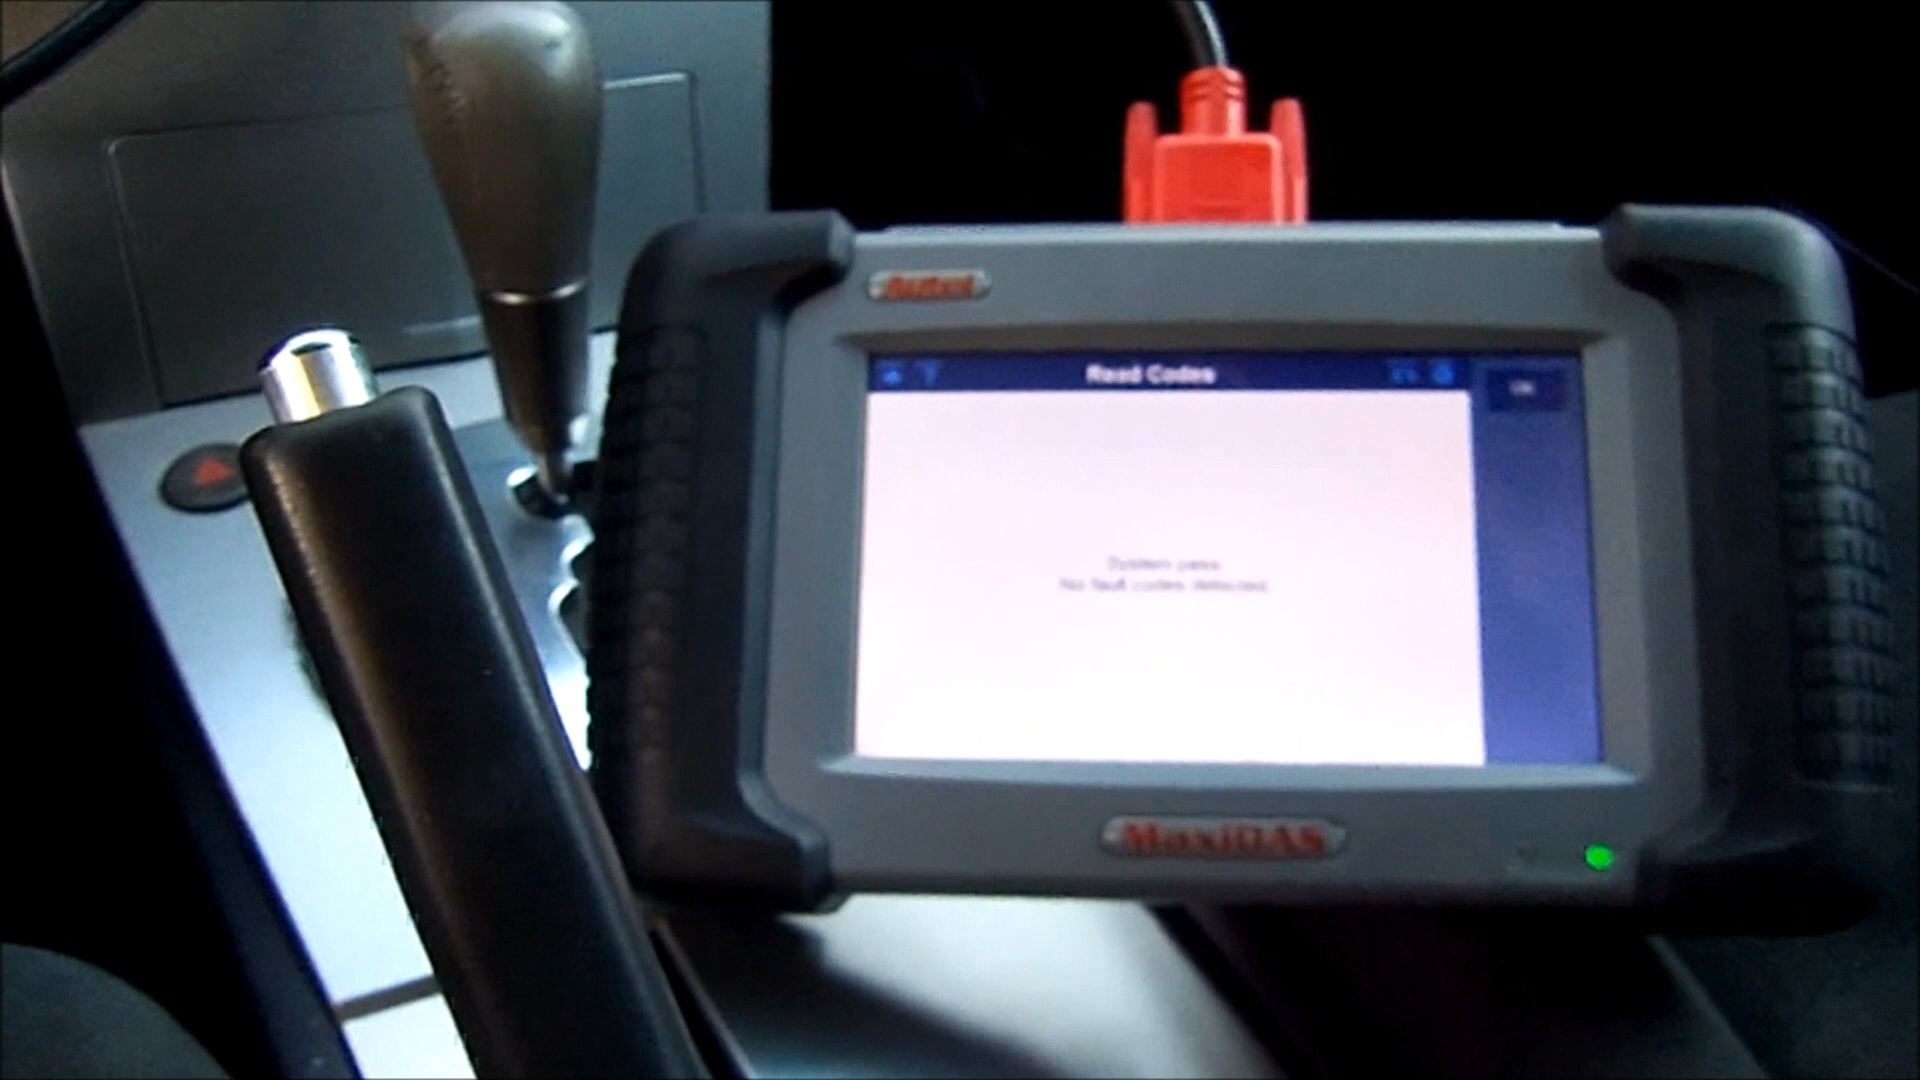 Autel
Read Codes
OK
System pass.
No fault codes detected.
MaxiDAS